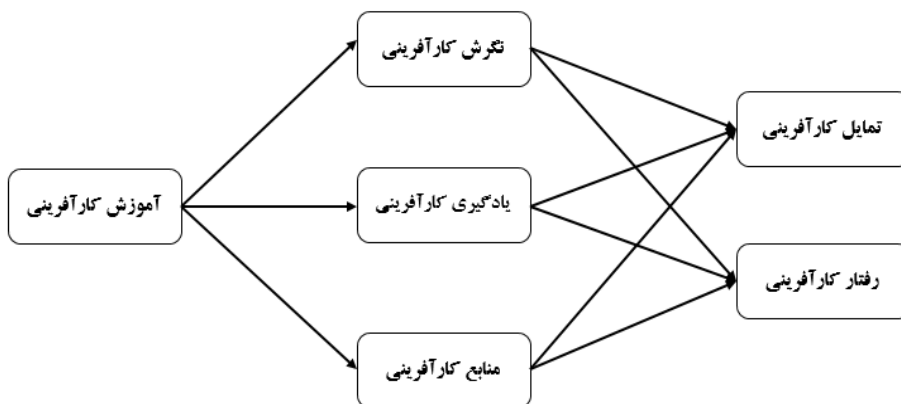 نگرش کارآفرینی
تمایل کارآفرینی
آموزش کارآفرینی
یادگیری کارآفرینی
رفتار کارآفرینی
منابع کارآفرینی